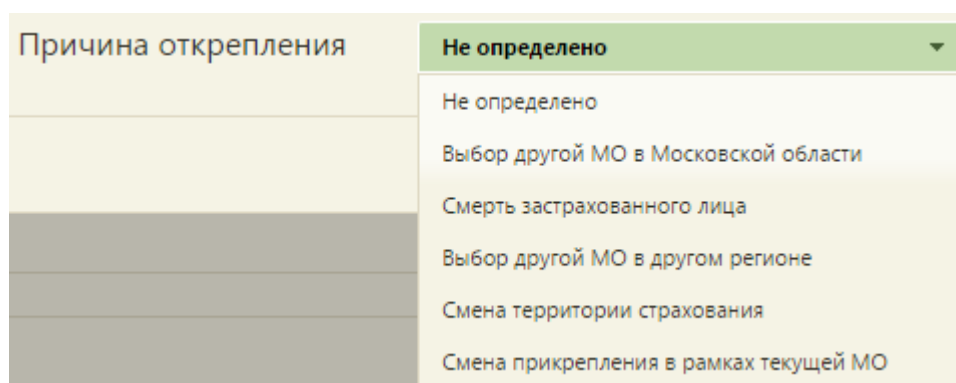 Причина открепления
Не определено
Не определено
Выбор другой МО в Московской области
Смерть застрахованного лица
Выбор другой МО в другом регионе
Смена территории страхования
Смена прикрепления в рамках текущей МО